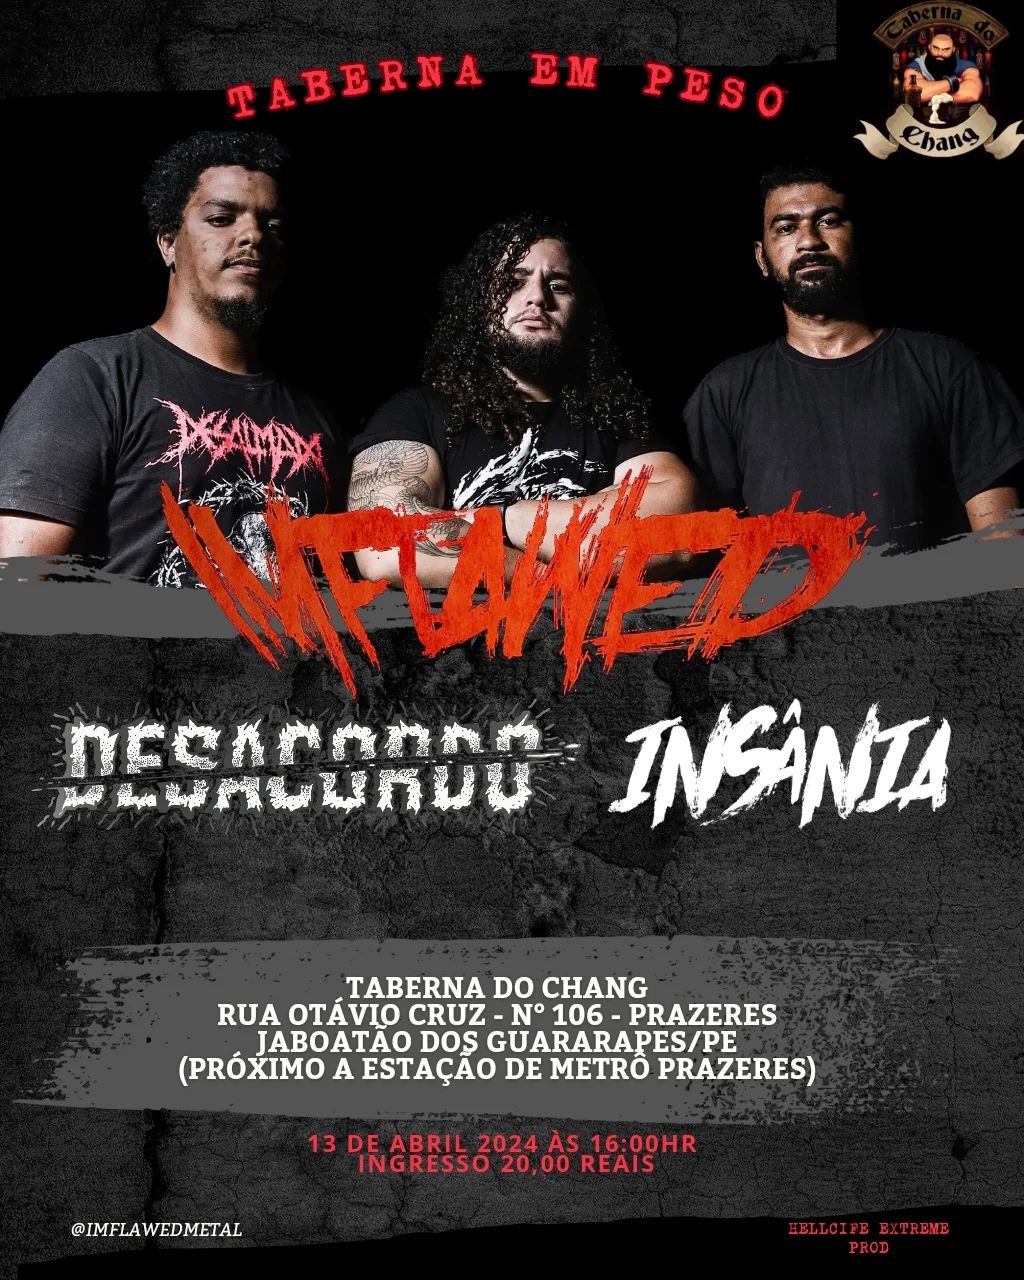 Taberna do
Chang
TABERNA EM PESO
DESALMADO
IMFLAWED
DESACORDO
INSÂNIA
TABERNA DO CHANG
RUA OTÁVIO CRUZ - Nº 106 - PRAZERES
JABOATÃO DOS GUARARAPES/PE
(PRÓXIMO A ESTAÇÃO DE METRÔ PRAZERES)
13 DE ABRIL 2024 ÀS 16:00HR
INGRESSO 20,00 REAIS
@IMFLAWEDMETAL
HELLCIFE EXTREME
PROD